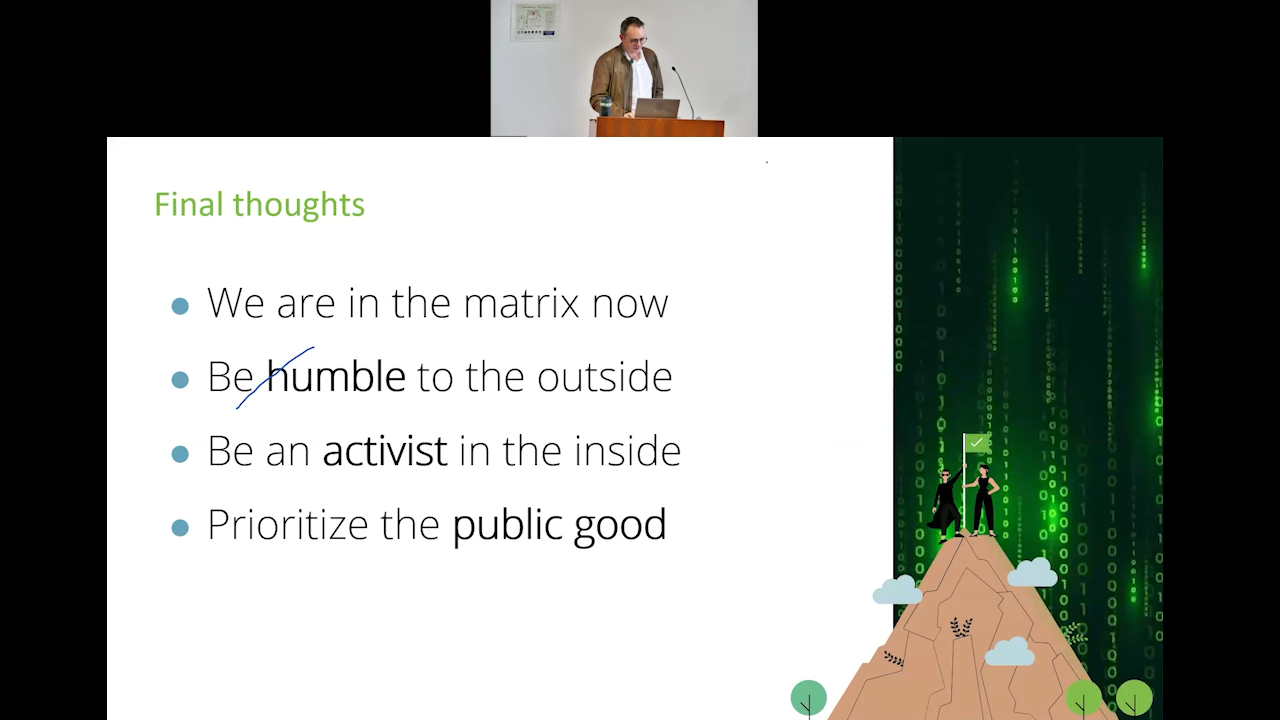 Final thoughts
We are in the matrix now
Be humble to the outside
Be an activist in the inside
Prioritize the public good